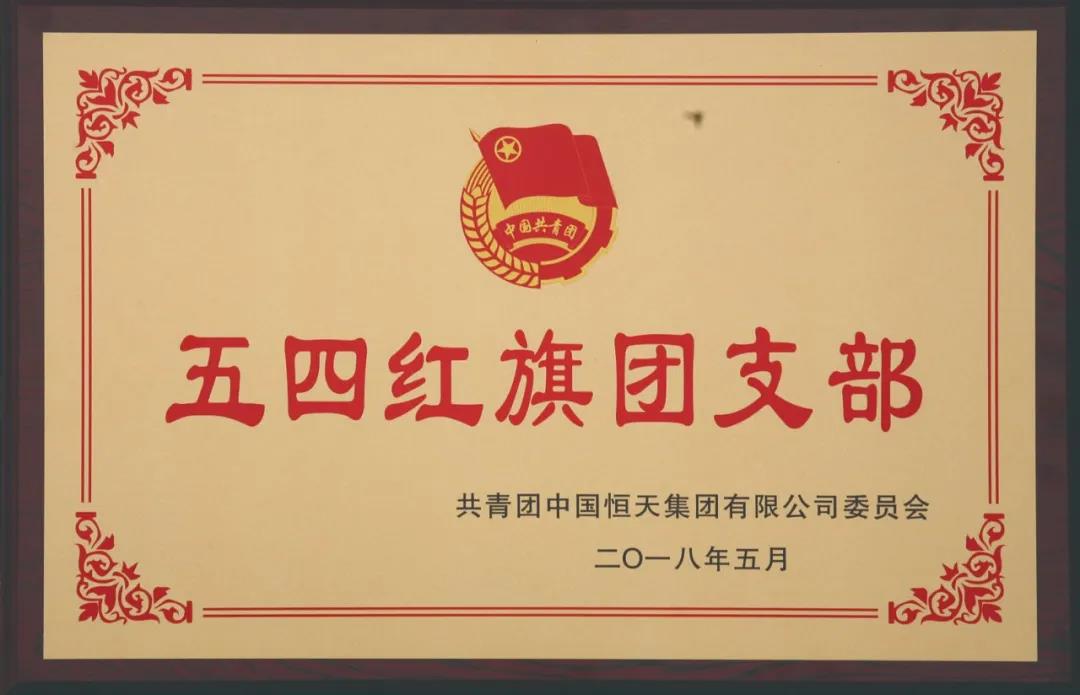 中国共青团
五四红旗团支部
共青团中国恒天集团有限公司委员会
二〇一八年五月